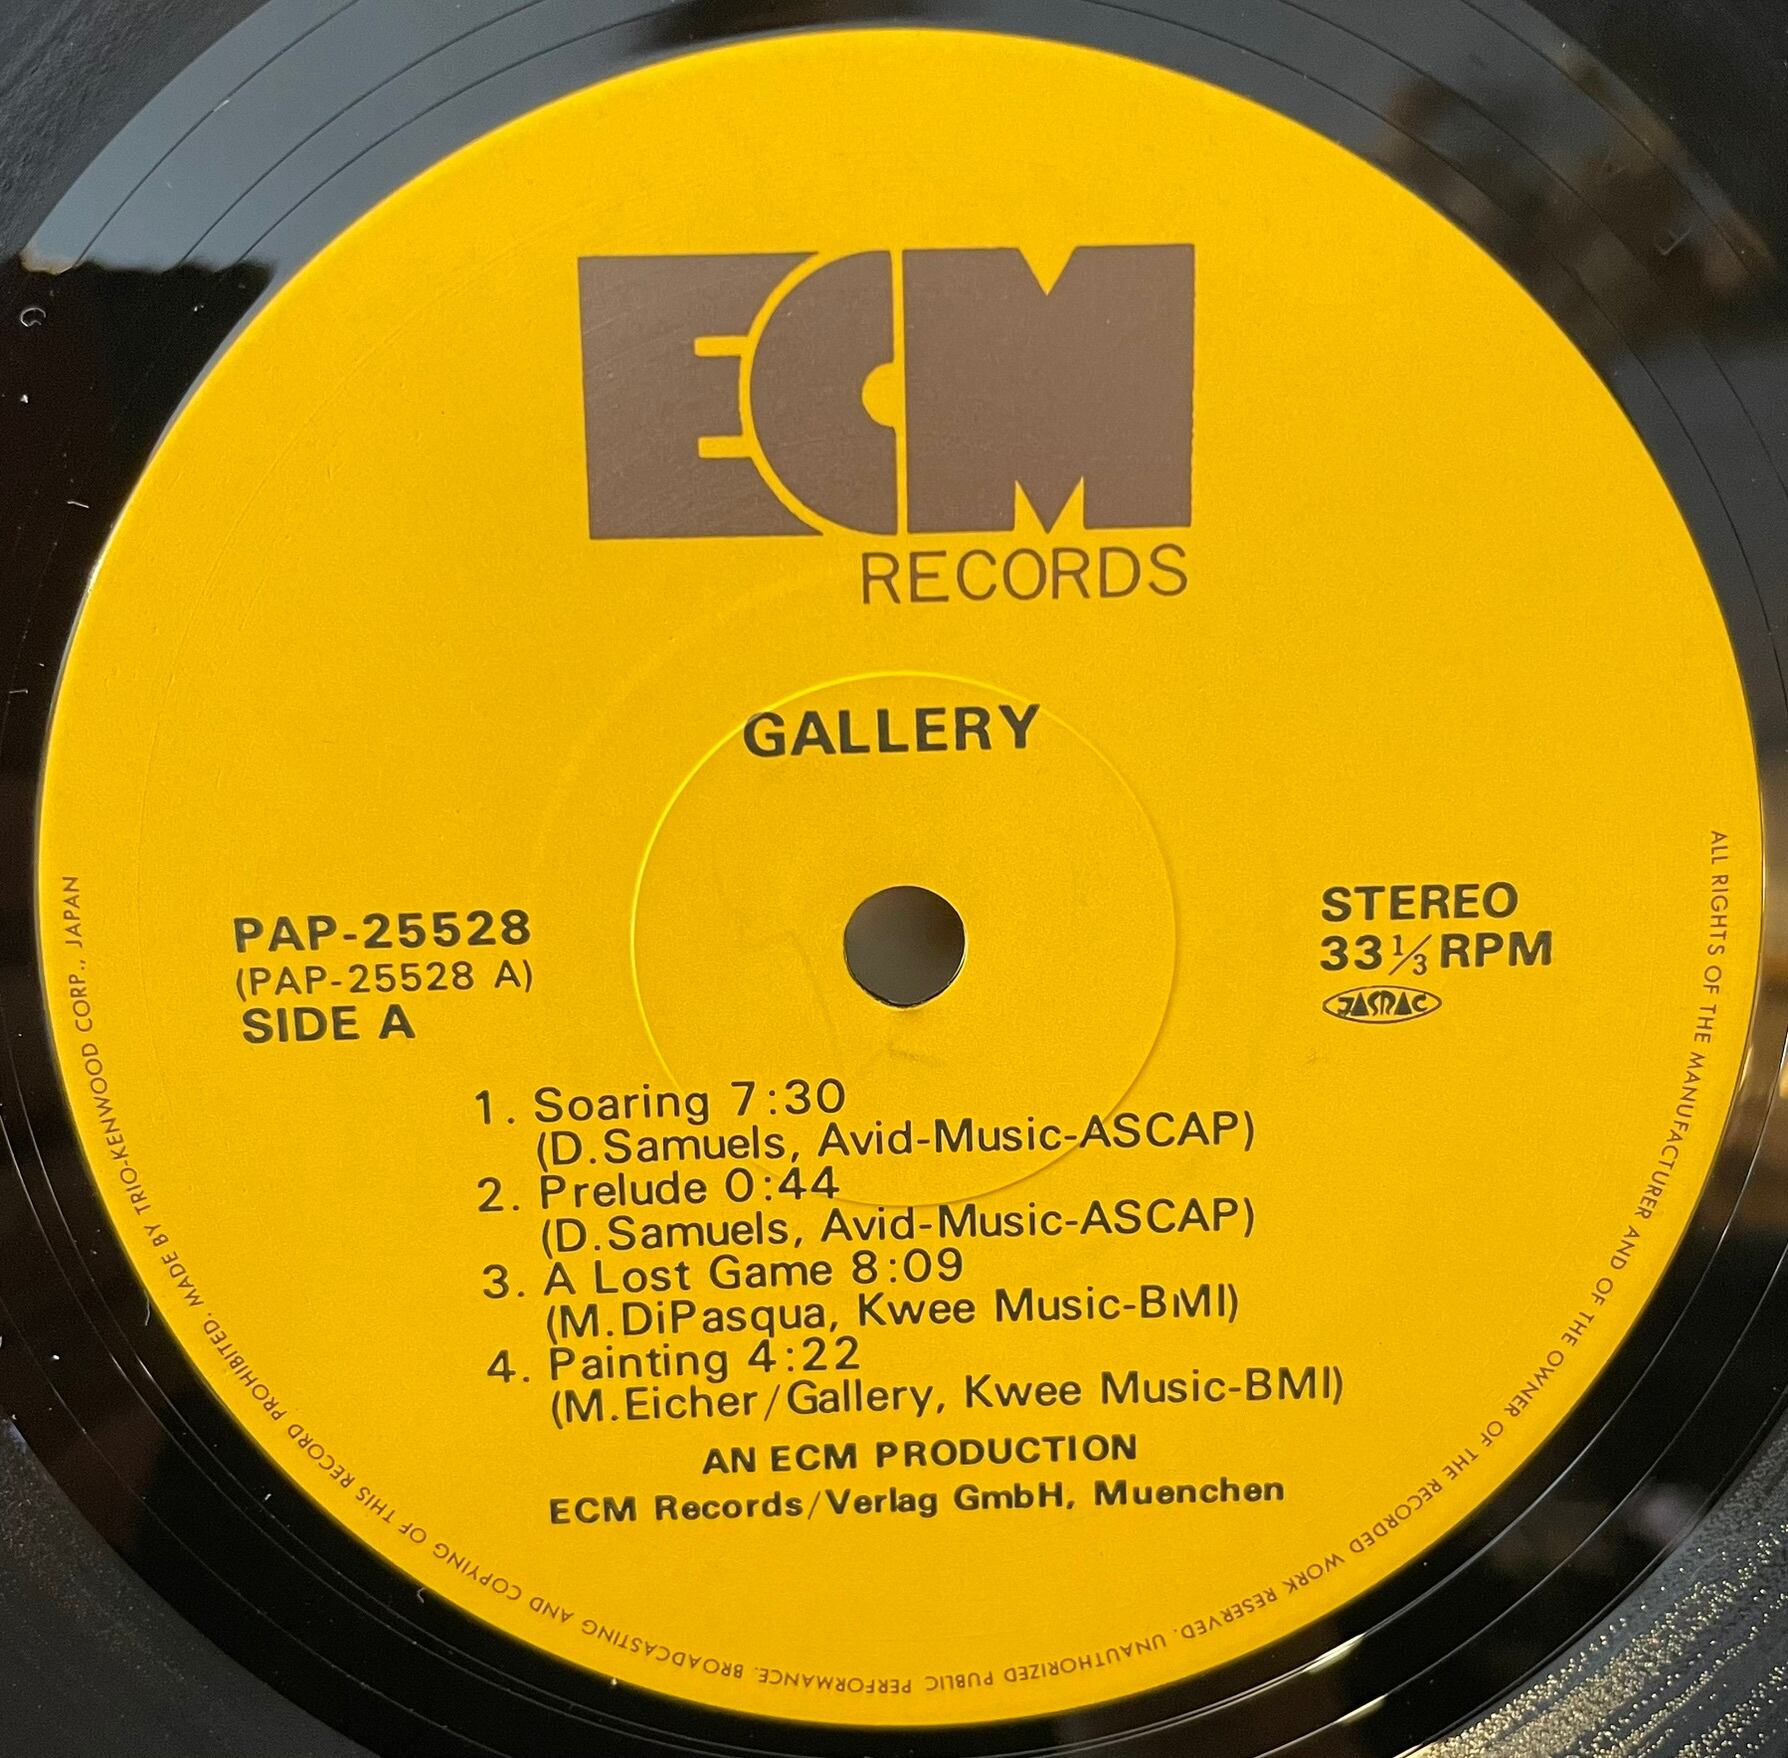 ECM
RECORDS
GALLERY
PAP-25528
(PAP-25528 A)
SIDE A
STEREO
33 1/3 RPM
JASRAC
1. Soaring 7:30
(D.Samuels, Avid-Music-ASCAP)
2. Prelude 0:44
(D.Samuels, Avid-Music-ASCAP)
3. A Lost Game 8:09
(M.DiPasqua, Kwee Music-BMI)
4. Painting 4:22
(M.Eicher/Gallery, Kwee Music-BMI)
AN ECM PRODUCTION
ECM Records/Verlag GmbH, Muenchen
ALL RIGHTS OF THE MANUFACTURER AND OF THE OWNER OF THE RECORDED WORK RESERVED. UNAUTHORIZED PUBLIC PERFORMANCE. BROADCASTING AND COPYING OF THIS RECORD PROHIBITED. MADE BY TRIO-KENWOOD CORP., JAPAN